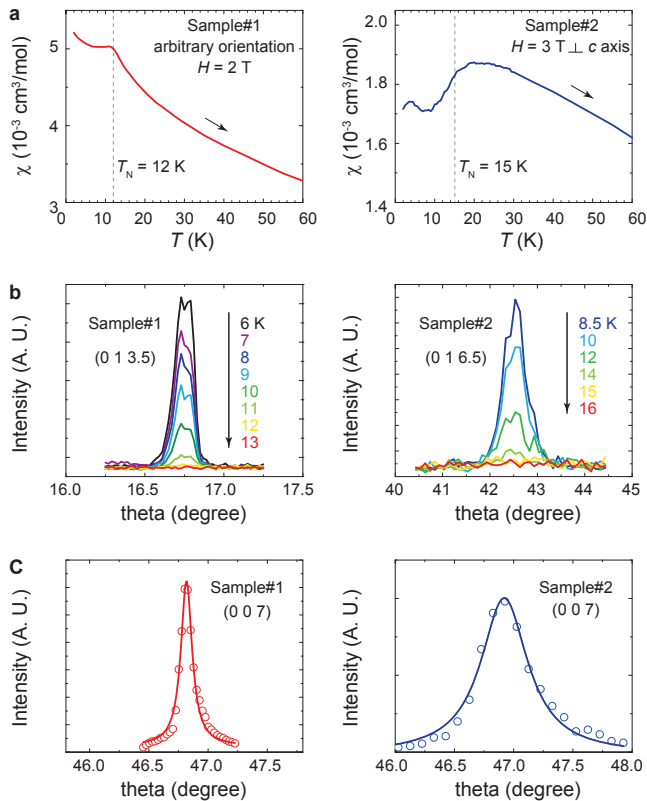 a
Sample#1
arbitrary orientation
H = 2 T
χ (10⁻³ cm³/mol)
5
4
3
T_N = 12 K
0 10 20 30 40 50 60
T (K)
Sample#2
H = 3 T ⊥ c axis
χ (10⁻³ cm³/mol)
2.0
1.8
1.6
1.4
T_N = 15 K
0 10 20 30 40 50 60
T (K)
b
Sample#1
(0 1 3.5)
6 K
7
8
9
10
11
12
13
Intensity (A. U.)
16.0 16.5 17.0 17.5
theta (degree)
Sample#2
(0 1 6.5)
8.5 K
10
12
14
15
16
Intensity (A. U.)
40 41 42 43 44 45
theta (degree)
c
Sample#1
(0 0 7)
Intensity (A. U.)
46.0 46.5 47.0 47.5
theta (degree)
Sample#2
(0 0 7)
Intensity (A. U.)
46.0 46.5 47.0 47.5 48.0
theta (degree)